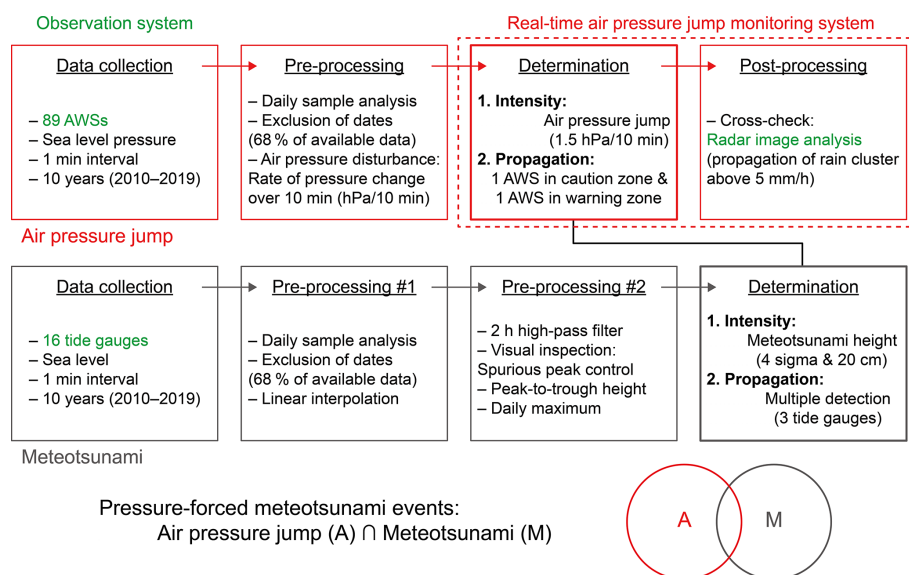 Observation system
Real-time air pressure jump monitoring system
Data collection
– 89 AWSs
– Sea level pressure
– 1 min interval
– 10 years (2010–2019)
Pre-processing
– Daily sample analysis
– Exclusion of dates
(68 % of available data)
– Air pressure disturbance:
Rate of pressure change
over 10 min (hPa/10 min)
Determination
1. Intensity:
Air pressure jump
(1.5 hPa/10 min)
2. Propagation:
1 AWS in caution zone &
1 AWS in warning zone
Post-processing
– Cross-check:
Radar image analysis
(propagation of rain cluster
above 5 mm/h)
Air pressure jump
Data collection
– 16 tide gauges
– Sea level
– 1 min interval
– 10 years (2010–2019)
Pre-processing #1
– Daily sample analysis
– Exclusion of dates
(68 % of available data)
– Linear interpolation
Pre-processing #2
– 2 h high-pass filter
– Visual inspection:
Spurious peak control
– Peak-to-trough height
– Daily maximum
Determination
1. Intensity:
Meteotsunami height
(4 sigma & 20 cm)
2. Propagation:
Multiple detection
(3 tide gauges)
Meteotsunami
Pressure-forced meteotsunami events:
Air pressure jump (A) ∩ Meteotsunami (M)
A
M